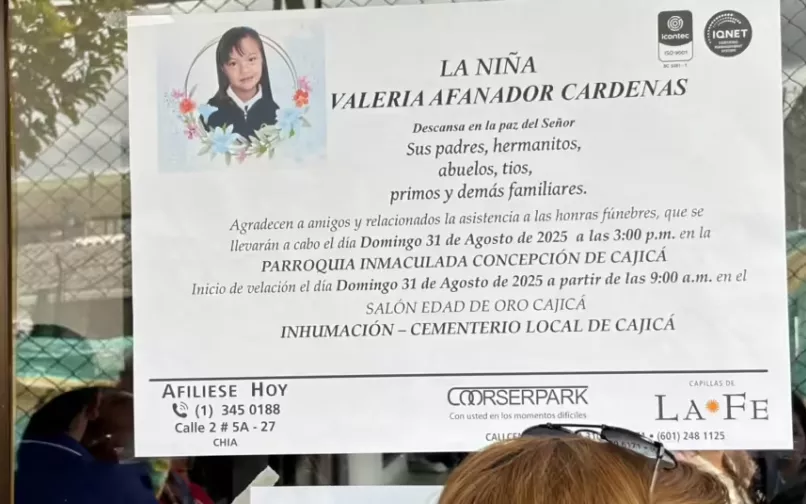 icontec
ISO 9001
IQNET
LA NIÑA
VALERIA AFANADOR CARDENAS
Descansa en la paz del Señor
Sus padres, hermanitos,
abuelos, tios,
primos y demás familiares.
Agradecen a amigos y relacionados la asistencia a las honras fúnebres, que se
llevarán a cabo el día Domingo 31 de Agosto de 2025 a las 3:00 p.m. en la
PARROQUIA INMACULADA CONCEPCIÓN DE CAJICÁ
Inicio de velación el día Domingo 31 de Agosto de 2025 a partir de las 9:00 a.m. en el
SALÓN EDAD DE ORO CAJICÁ
INHUMACIÓN – CEMENTERIO LOCAL DE CAJICÁ
AFILIESE HOY
(1) 345 0188
Calle 2 # 5A - 27
CHIA
COORSERPARK
Con usted en los momentos difíciles
CAPILLAS DE
LA FE
• (601) 248 1125